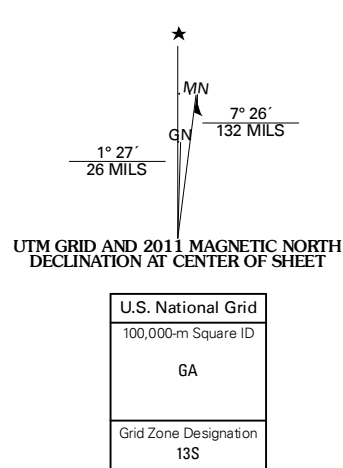 MN
GN
7° 26´
132 MILS
1° 27´
26 MILS
UTM GRID AND 2011 MAGNETIC NORTH
DECLINATION AT CENTER OF SHEET
U.S. National Grid
100,000-m Square ID
GA
Grid Zone Designation
13S